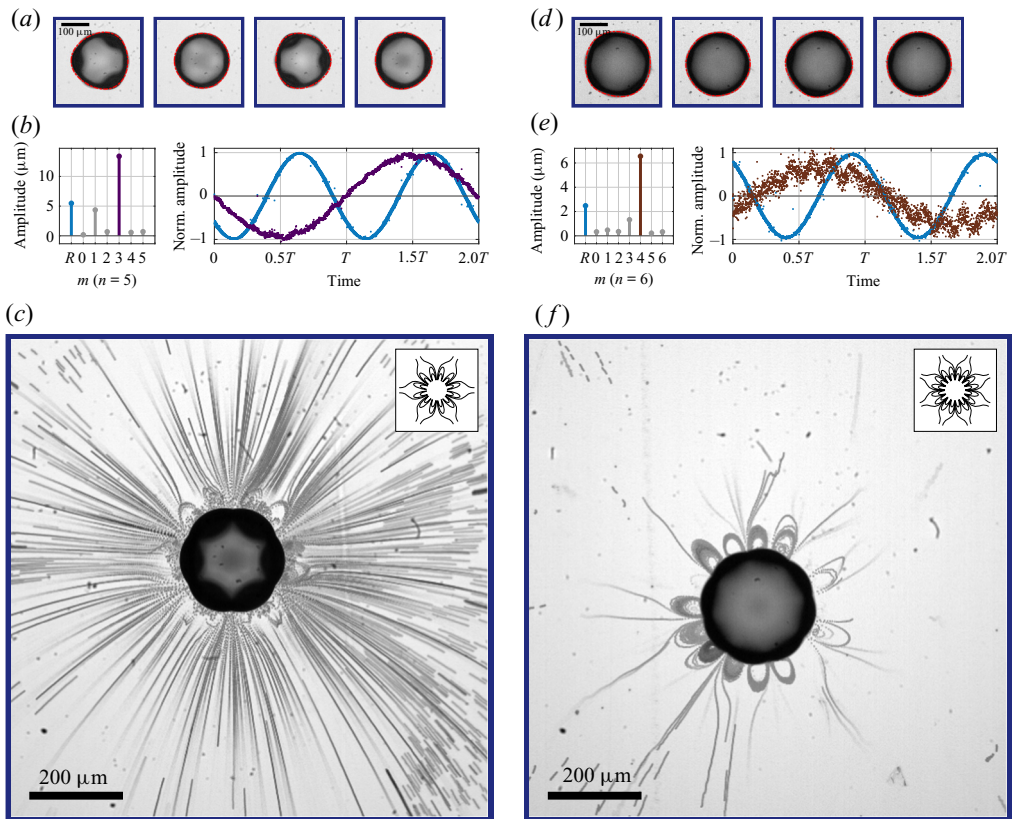 (a)
100 μm
(b)
Amplitude (μm)
10
5
0
R 0 1 2 3 4 5
m (n = 5)
Norm. amplitude
1
0
−1
0 0.5T T 1.5T 2.0T
Time
(c)
200 μm
(d)
100 μm
(e)
Amplitude (μm)
6
4
2
0
R 0 1 2 3 4 5 6
m (n = 6)
Norm. amplitude
1
0
−1
0 0.5T T 1.5T 2.0T
Time
(f)
200 μm